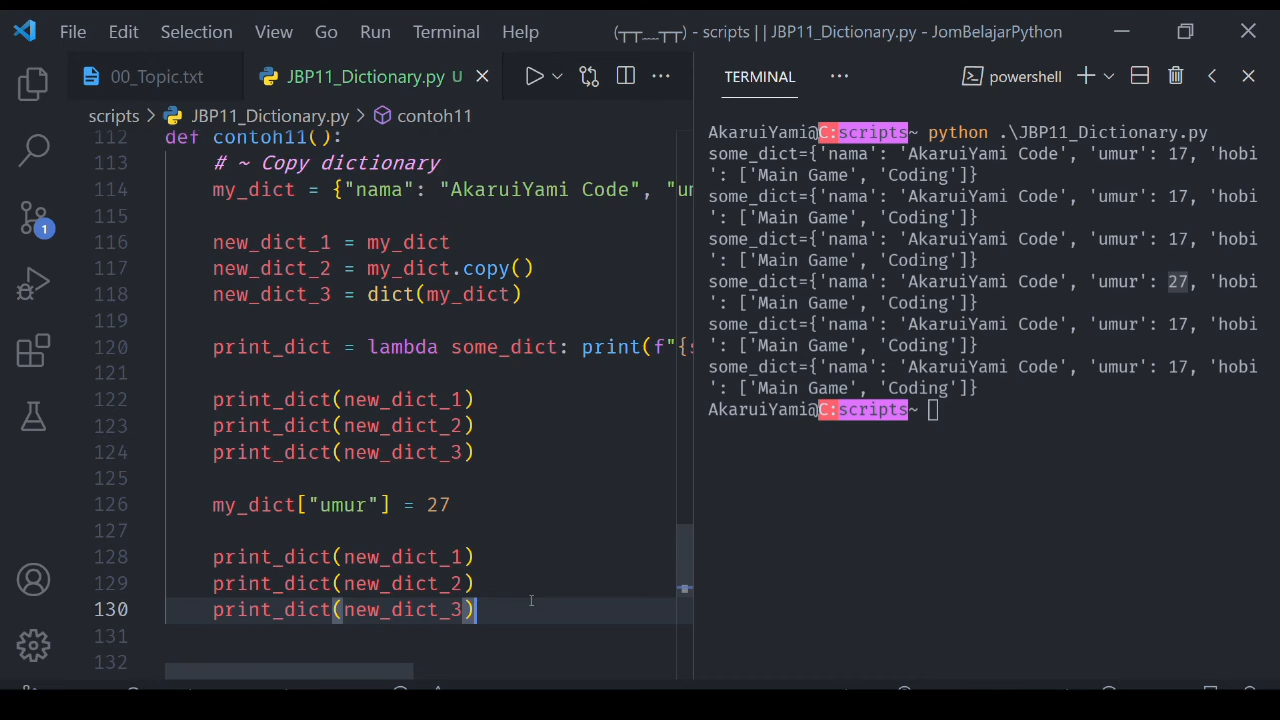 File Edit Selection View Go Run Terminal Help (┬┬﹏┬┬) - scripts || JBP11_Dictionary.py - JomBelajarPython
00_Topic.txt JBP11_Dictionary.py U
scripts > JBP11_Dictionary.py > contoh11
112 def contoh11():
113 # ~ Copy dictionary
114 my_dict = {"nama": "AkaruiYami Code", "um
115
116 new_dict_1 = my_dict
117 new_dict_2 = my_dict.copy()
118 new_dict_3 = dict(my_dict)
119
120 print_dict = lambda some_dict: print(f"{s
121
122 print_dict(new_dict_1)
123 print_dict(new_dict_2)
124 print_dict(new_dict_3)
125
126 my_dict["umur"] = 27
127
128 print_dict(new_dict_1)
129 print_dict(new_dict_2)
130 print_dict(new_dict_3)
131
132
1
TERMINAL powershell
AkaruiYami@C:scripts~ python .\JBP11_Dictionary.py
some_dict={'nama': 'AkaruiYami Code', 'umur': 17, 'hobi
': ['Main Game', 'Coding']}
some_dict={'nama': 'AkaruiYami Code', 'umur': 17, 'hobi
': ['Main Game', 'Coding']}
some_dict={'nama': 'AkaruiYami Code', 'umur': 17, 'hobi
': ['Main Game', 'Coding']}
some_dict={'nama': 'AkaruiYami Code', 'umur': 27, 'hobi
': ['Main Game', 'Coding']}
some_dict={'nama': 'AkaruiYami Code', 'umur': 17, 'hobi
': ['Main Game', 'Coding']}
some_dict={'nama': 'AkaruiYami Code', 'umur': 17, 'hobi
': ['Main Game', 'Coding']}
AkaruiYami@C:scripts~